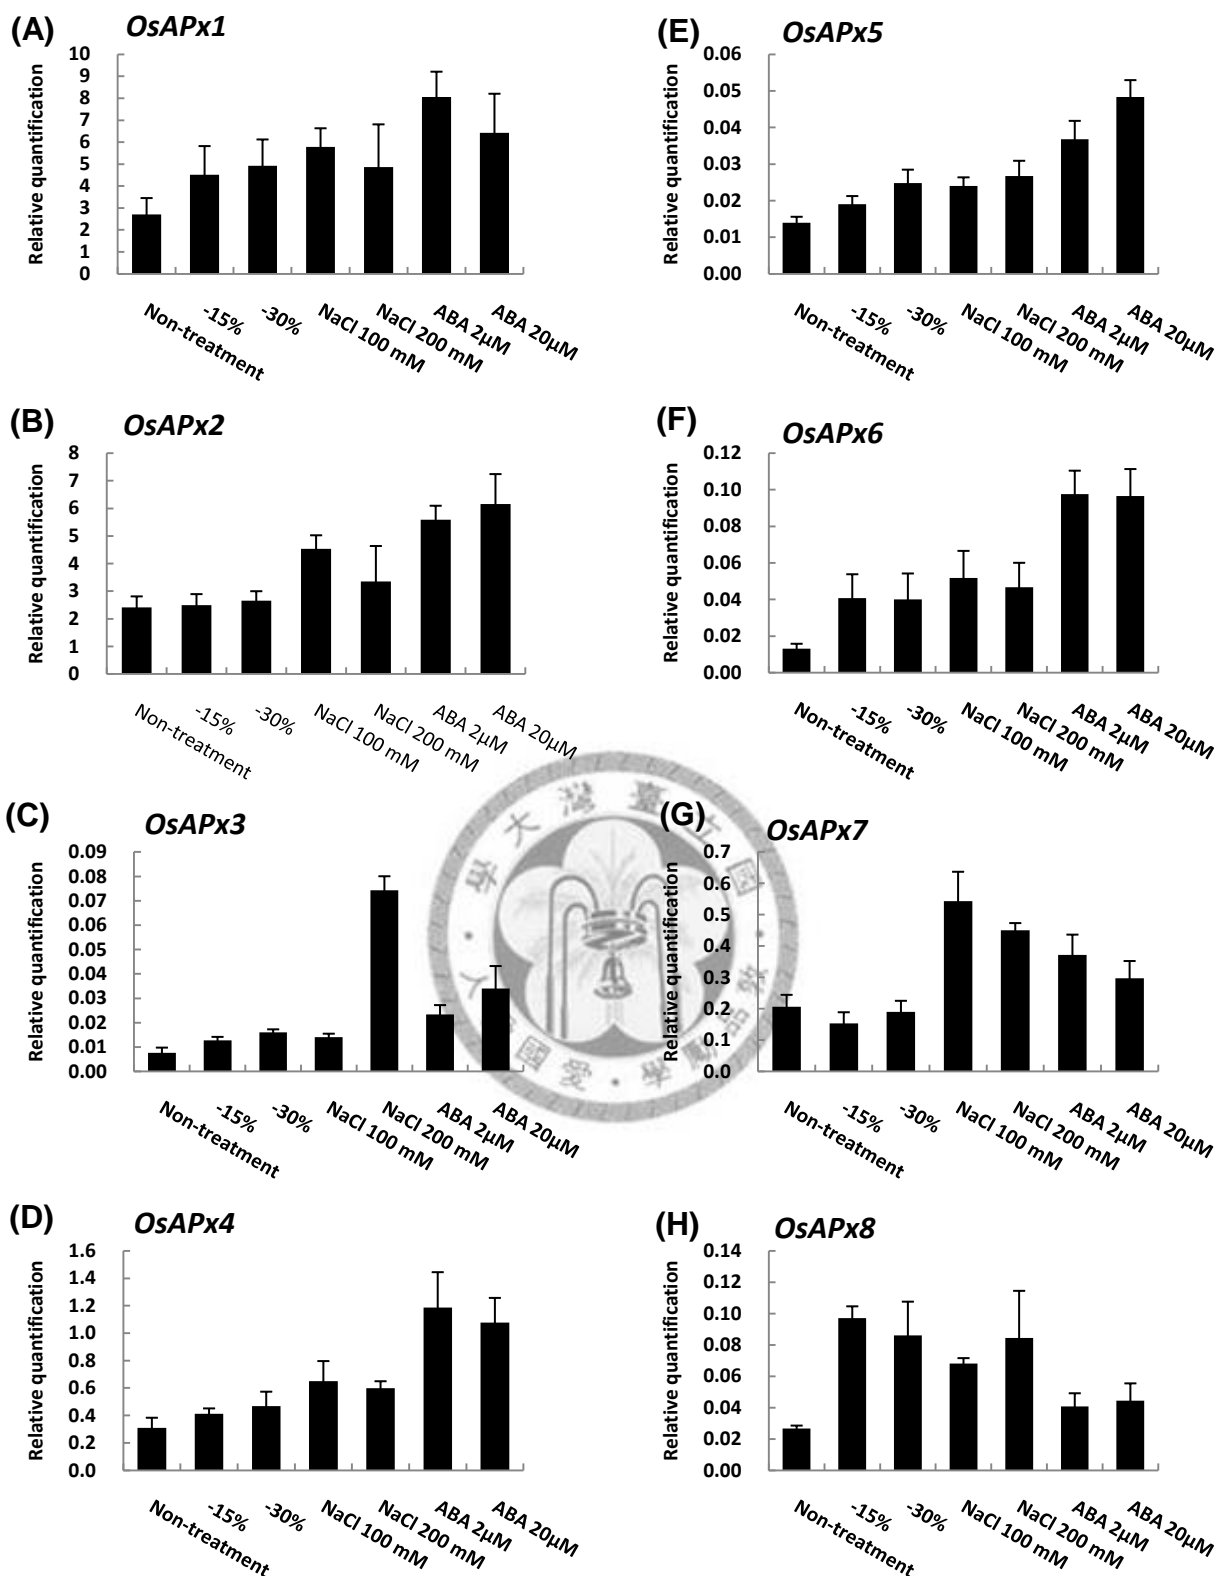 (A) OsAPx1
Relative quantification
10
9
8
7
6
5
4
3
2
1
0
Non-treatment
-15%
-30%
NaCl 100 mM
NaCl 200 mM
ABA 2µM
ABA 20µM
(B) OsAPx2
Relative quantification
8
7
6
5
4
3
2
1
0
Non-treatment
-15%
-30%
NaCl 100 mM
NaCl 200 mM
ABA 2µM
ABA 20µM
(C) OsAPx3
Relative quantification
0.09
0.08
0.07
0.06
0.05
0.04
0.03
0.02
0.01
0.00
Non-treatment
-15%
-30%
NaCl 100 mM
NaCl 200 mM
ABA 2µM
ABA 20µM
(D) OsAPx4
Relative quantification
1.6
1.4
1.2
1.0
0.8
0.6
0.4
0.2
0.0
Non-treatment
-15%
-30%
NaCl 100 mM
NaCl 200 mM
ABA 2µM
ABA 20µM
(E) OsAPx5
Relative quantification
0.06
0.05
0.04
0.03
0.02
0.01
0.00
Non-treatment
-15%
-30%
NaCl 100 mM
NaCl 200 mM
ABA 2µM
ABA 20µM
(F) OsAPx6
Relative quantification
0.12
0.10
0.08
0.06
0.04
0.02
0.00
Non-treatment
-15%
-30%
NaCl 100 mM
NaCl 200 mM
ABA 2µM
ABA 20µM
(G) OsAPx7
Relative quantification
0.7
0.6
0.5
0.4
0.3
0.2
0.1
0.0
Non-treatment
-15%
-30%
NaCl 100 mM
NaCl 200 mM
ABA 2µM
ABA 20µM
(H) OsAPx8
Relative quantification
0.14
0.12
0.10
0.08
0.06
0.04
0.02
0.00
Non-treatment
-15%
-30%
NaCl 100 mM
NaCl 200 mM
ABA 2µM
ABA 20µM
學大灣臺立國
國愛
學勵品敦